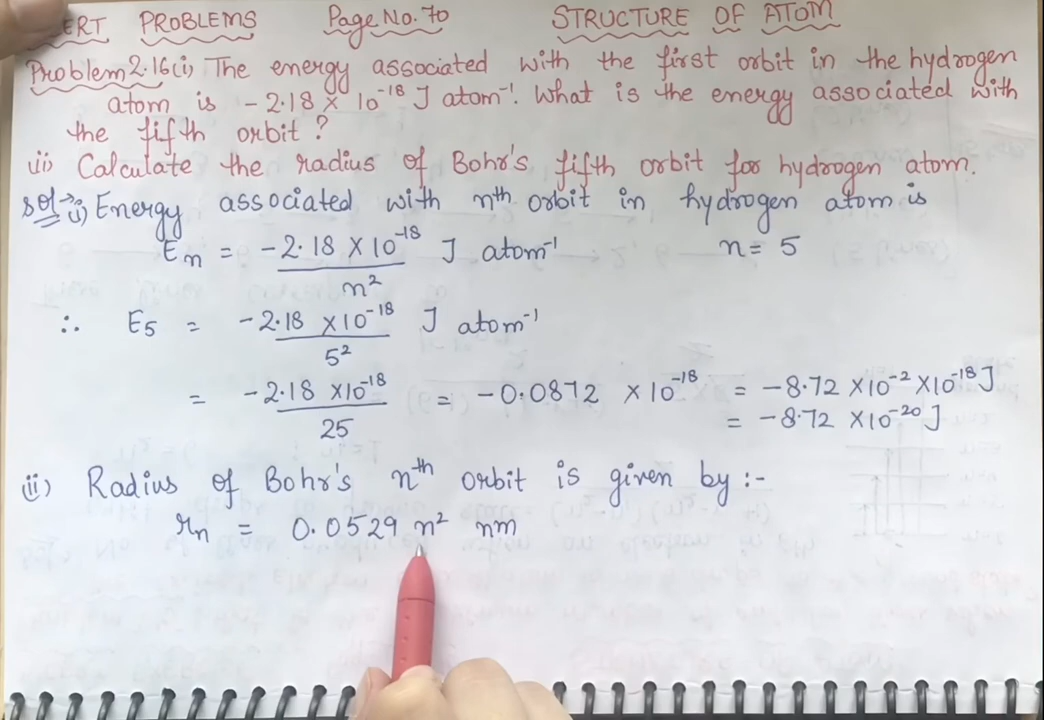 ERT PROBLEMS Page No. 70 STRUCTURE OF ATOM
Problem 2.16 (i) The energy associated with the first orbit in the hydrogen
atom is -2.18 × 10⁻¹⁸ J atom⁻¹. What is the energy associated with
the fifth orbit?
ii) Calculate the radius of Bohr's fifth orbit for hydrogen atom.
Sol→ (i) Energy associated with nth orbit in hydrogen atom is
Eₙ = -2.18 × 10⁻¹⁸ / n² J atom⁻¹ n = 5
∴ E₅ = -2.18 × 10⁻¹⁸ / 5² J atom⁻¹
= -2.18 × 10⁻¹⁸ / 25 = -0.0872 × 10⁻¹⁸ = -8.72 × 10⁻² × 10⁻¹⁸ J
= -8.72 × 10⁻²⁰ J
(ii) Radius of Bohr's nth orbit is given by :-
rₙ = 0.0529 n² nm